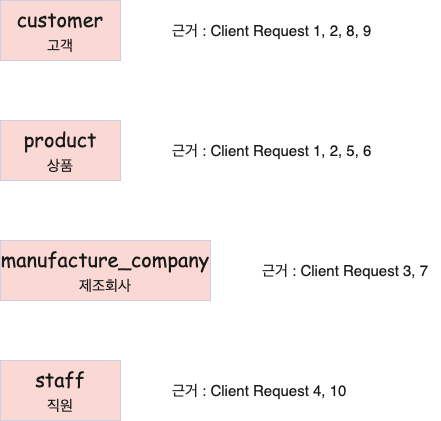 customer
고객
근거 : Client Request 1, 2, 8, 9
product
상품
근거 : Client Request 1, 2, 5, 6
manufacture_company
제조회사
근거 : Client Request 3, 7
staff
직원
근거 : Client Request 4, 10